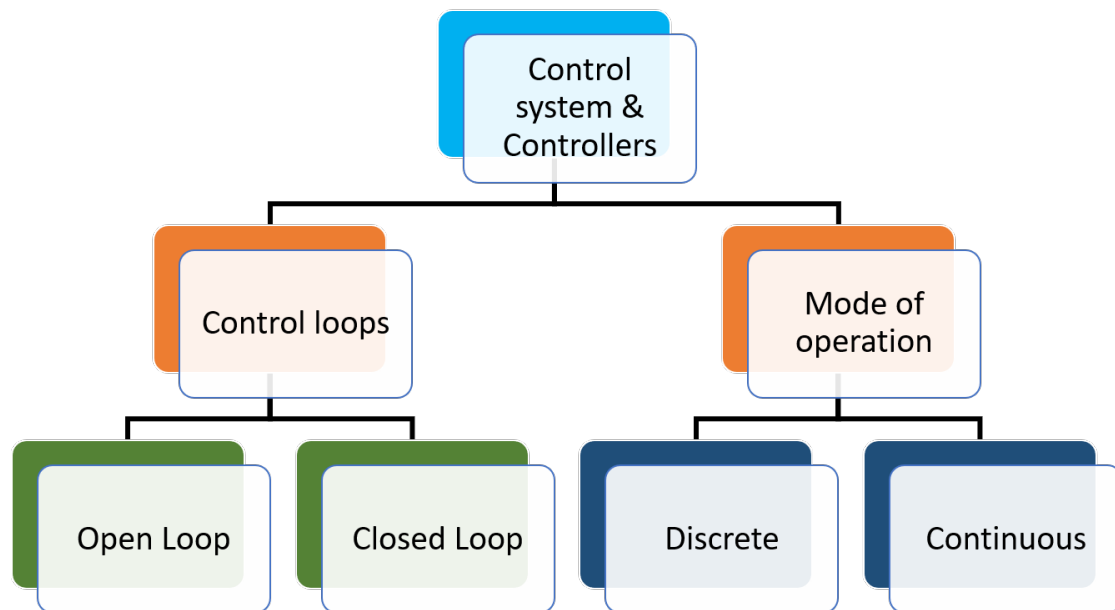 Control
system &
Controllers
Control loops
Mode of
operation
Open Loop
Closed Loop
Discrete
Continuous